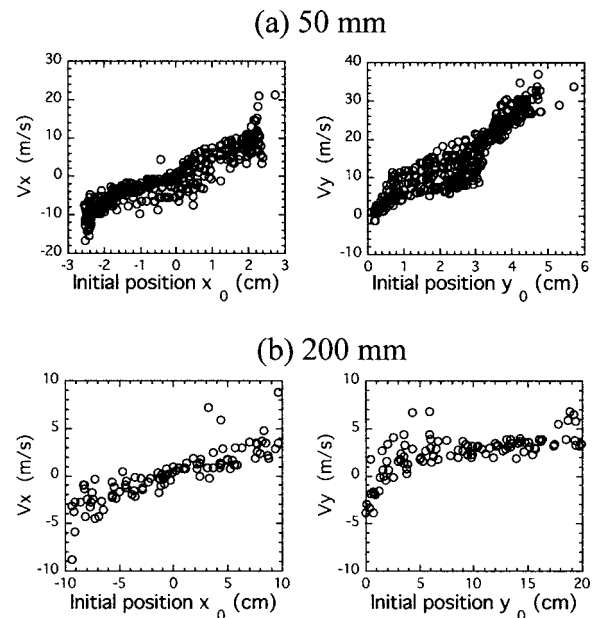 (a) 50 mm
30
20
10
0
-10
-20
Vx (m/s)
-3 -2 -1 0 1 2 3
Initial position x0 (cm)
40
30
20
10
0
-10
Vy (m/s)
0 1 2 3 4 5 6
Initial position y0 (cm)
(b) 200 mm
10
5
0
-5
-10
Vx (m/s)
-10 -5 0 5 10
Initial position x0 (cm)
10
5
0
-5
-10
Vy (m/s)
0 5 10 15 20
Initial position y0 (cm)